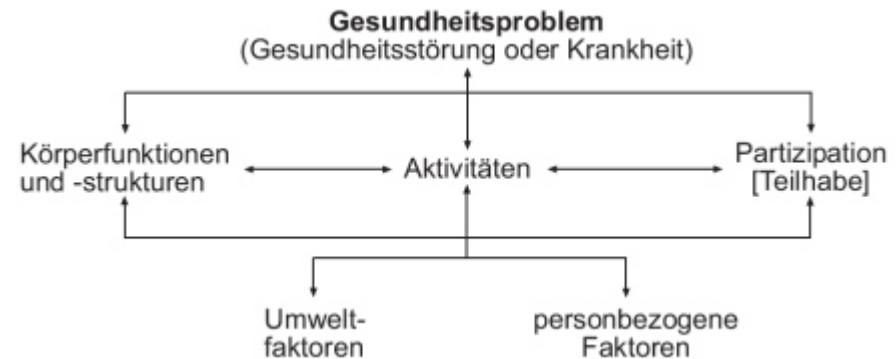 Gesundheitsproblem
(Gesundheitsstörung oder Krankheit)
Körperfunktionen
und -strukturen
Aktivitäten
Partizipation
[Teilhabe]
Umwelt-
faktoren
personbezogene
Faktoren